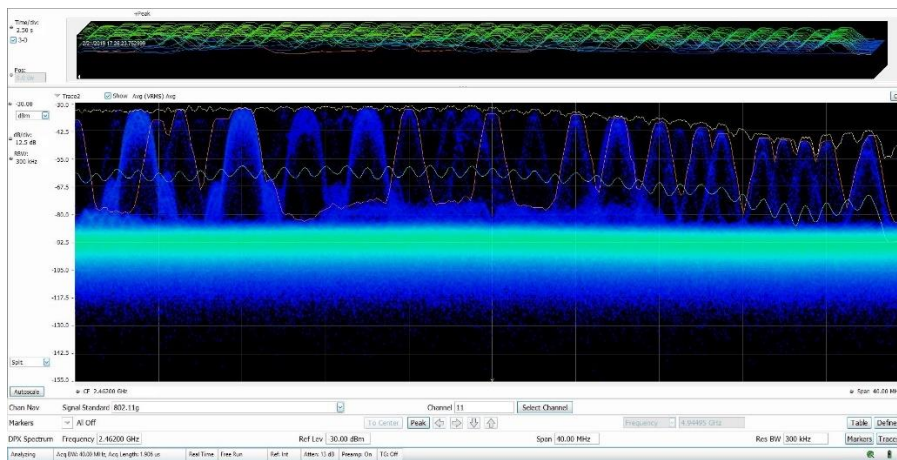 Time/div:
2.50 s
3-D
+Peak
Pos:
-30.00
dBm
dB/div:
12.5 dB
RBW:
300 kHz
Trace2 Show Avg (VRMS) Avg
-30.0
-42.5
-55.0
-67.5
-80.0
-92.5
-105.0
-117.5
-130.0
-142.5
-155.0
Split
Autoscale CF 2.46200 GHz Span 40.00 MHz
Chan Nav Signal Standard 802.11g Channel 11 Select Channel
Markers All Off To Center Peak Frequency Table Define
DPX Spectrum Frequency 2.46200 GHz Ref Lev 30.00 dBm Span 40.00 MHz Res BW 300 kHz Markers Traces
Analyzing Acq BW: 40.00 MHz, Acq Length: 1.906 us Real Time Free Run Ref: Int Atten: 15 dB Preamp: On TG: Off